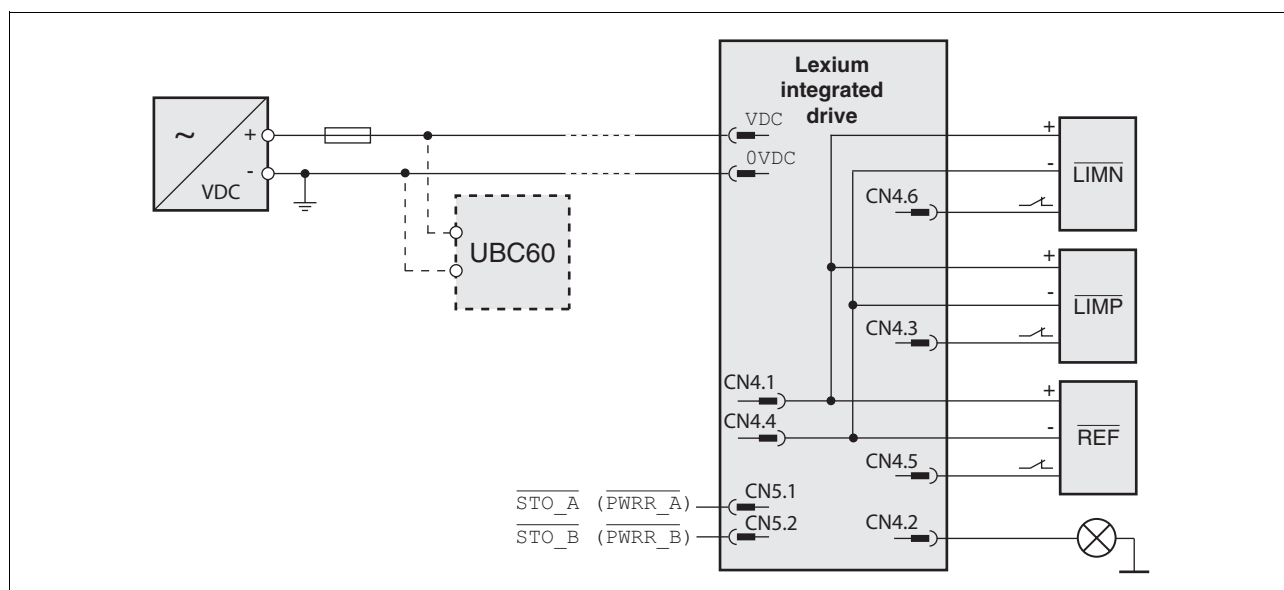 Lexium
integrated
drive
~
+
-
VDC
VDC
0VDC
UBC60
+
-
LIMN
CN4.6
+
-
LIMP
CN4.3
CN4.1
CN4.4
+
-
REF
CN4.5
STO_A (PWRR_A)
CN5.1
STO_B (PWRR_B)
CN5.2
CN4.2